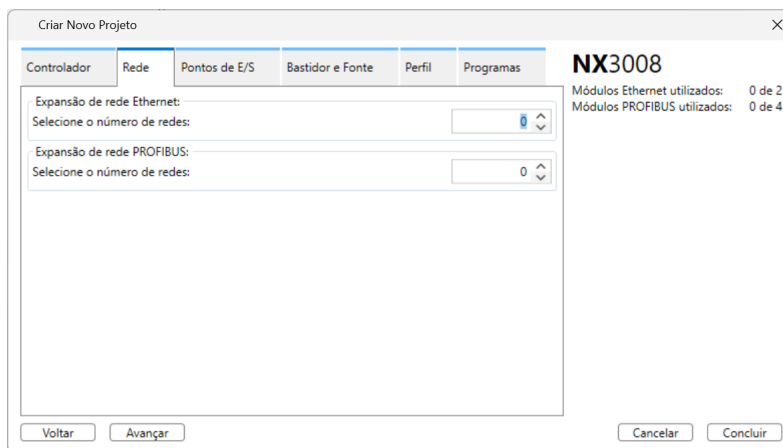 Criar Novo Projeto
Controlador Rede Pontos de E/S Bastidor e Fonte Perfil Programas
NX3008
Módulos Ethernet utilizados: 0 de 2
Módulos PROFIBUS utilizados: 0 de 4
Expansão de rede Ethernet:
Selecione o número de redes: 0
Expansão de rede PROFIBUS:
Selecione o número de redes: 0
Voltar Avançar Cancelar Concluir